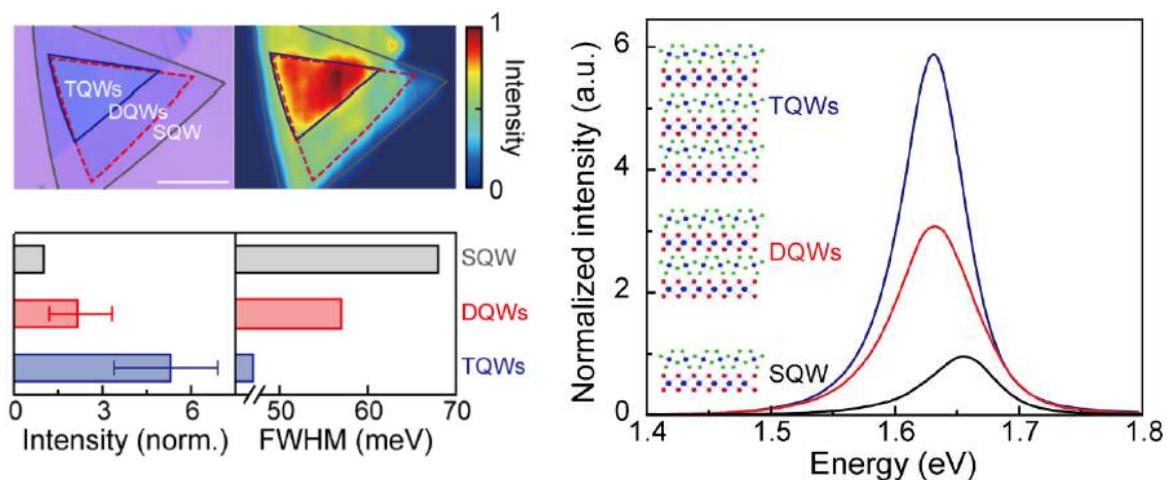 TQWs
DQWs
SQW
1
0
Intensity
SQW
DQWs
TQWs
0 3 6
50 60 70
Intensity (norm.)
FWHM (meV)
Normalized intensity (a.u.)
6
4
2
0
TQWs
DQWs
SQW
1.4 1.5 1.6 1.7 1.8
Energy (eV)